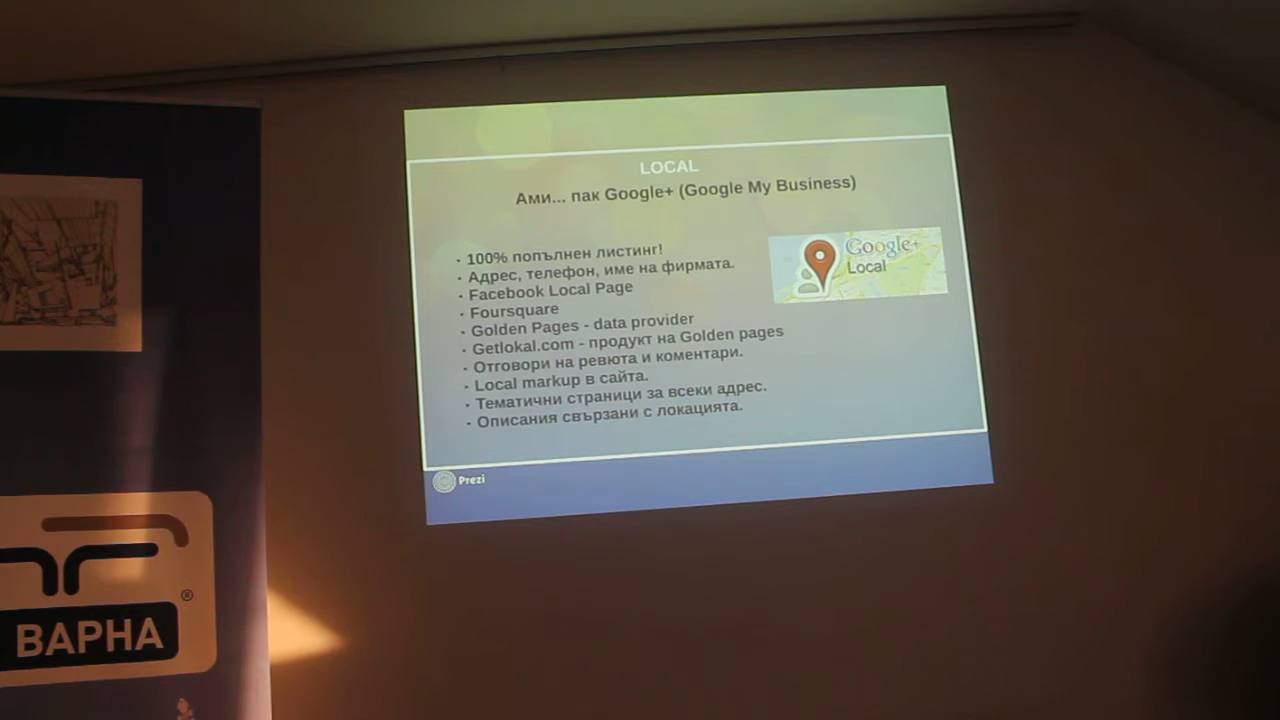 LOCAL
Ами... пак Google+ (Google My Business)
· 100% попълнен листинг!
· Адрес, телефон, име на фирмата.
· Facebook Local Page
· Foursquare
· Golden Pages - data provider
· Getlokal.com - продукт на Golden pages
· Отговори на ревюта и коментари.
· Local markup в сайта.
· Тематични страници за всеки адрес.
· Описания свързани с локацията.
Google+
Local
Prezi
®
ВАРНА